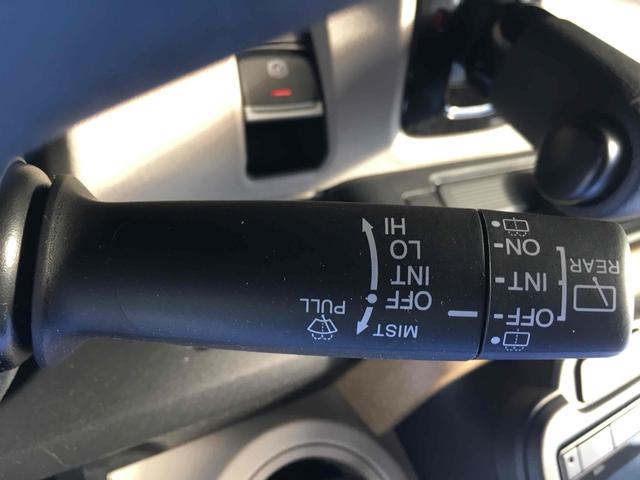 MIST
OFF
INT
LO
HI
PULL
REAR
OFF
INT
ON